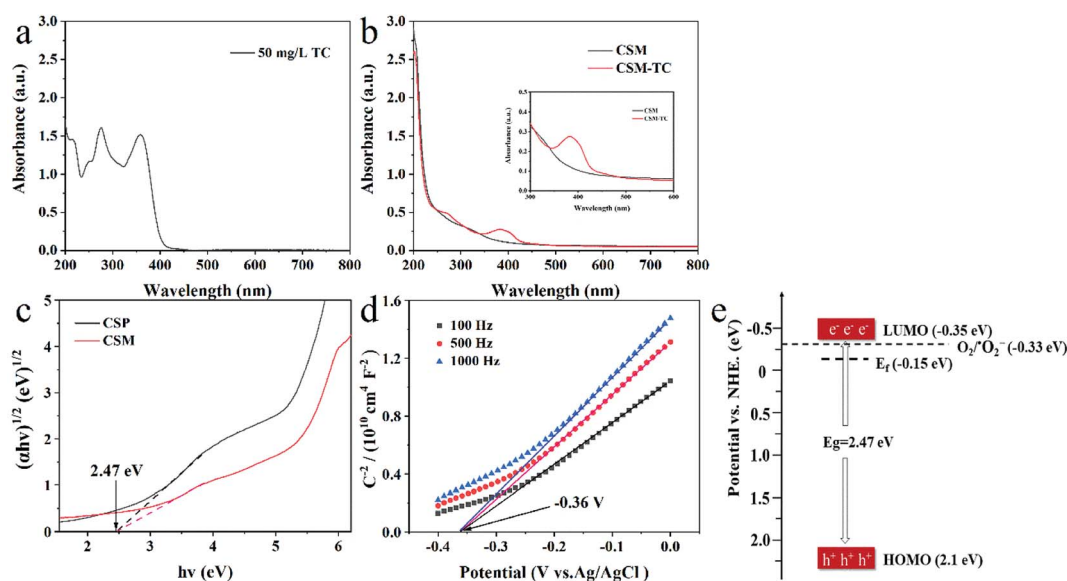 a
50 mg/L TC
Absorbance (a.u.)
3.0
2.5
2.0
1.5
1.0
0.5
0.0
200 300 400 500 600 700 800
Wavelength (nm)
b
CSM
CSM-TC
Absorbance (a.u.)
3.0
2.5
2.0
1.5
1.0
0.5
0.0
200 300 400 500 600 700 800
Wavelength (nm)
CSM
CSM-TC
Absorbance (a.u.)
0.5
0.4
0.3
0.2
0.1
0.0
300 400 500 600
Wavelength (nm)
c
CSP
CSM
(αhv)^1/2 (eV)^1/2
5
4
3
2
1
0
2.47 eV
2 3 4 5 6
hv (eV)
d
100 Hz
500 Hz
1000 Hz
C^-2 / (10^10 cm^4 F^-2)
1.6
1.2
0.8
0.4
0.0
-0.36 V
-0.4 -0.3 -0.2 -0.1 0.0
Potential (V vs.Ag/AgCl)
e
Potential vs. NHE. (eV)
-0.5
0
0.5
1.0
1.5
2.0
e⁻ e⁻ e⁻ LUMO (-0.35 eV)
O₂/•O₂⁻ (-0.33 eV)
E_f (-0.15 eV)
Eg=2.47 eV
h⁺ h⁺ h⁺ HOMO (2.1 eV)